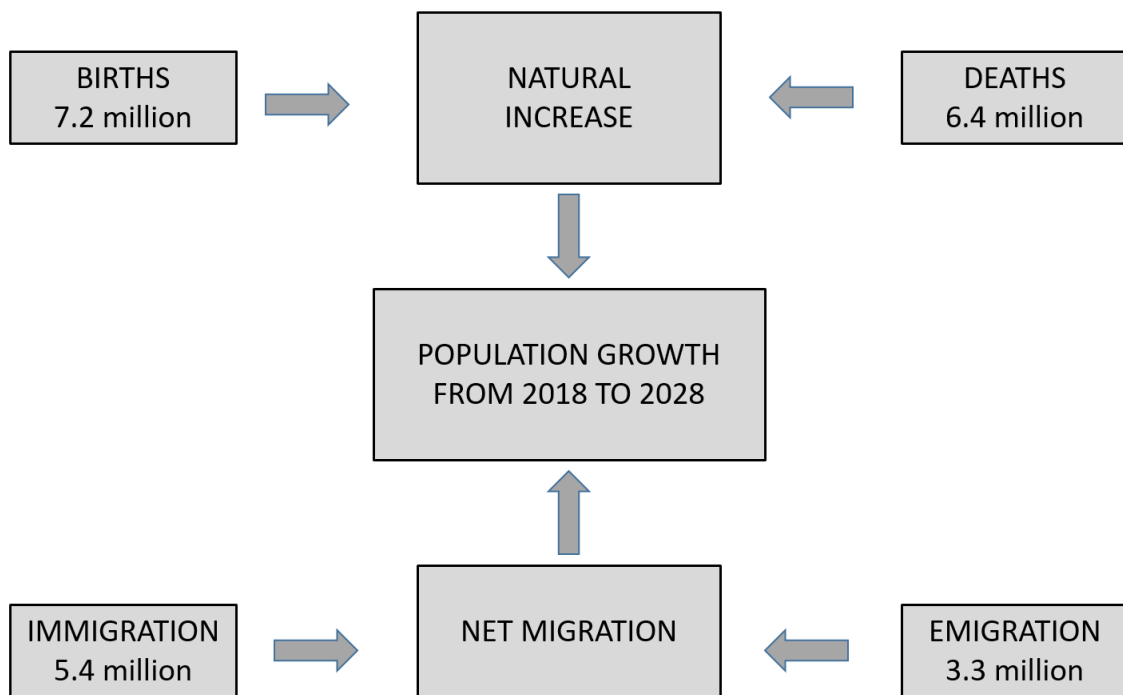 BIRTHS
7.2 million
NATURAL
INCREASE
DEATHS
6.4 million
POPULATION GROWTH
FROM 2018 TO 2028
IMMIGRATION
5.4 million
NET MIGRATION
EMIGRATION
3.3 million